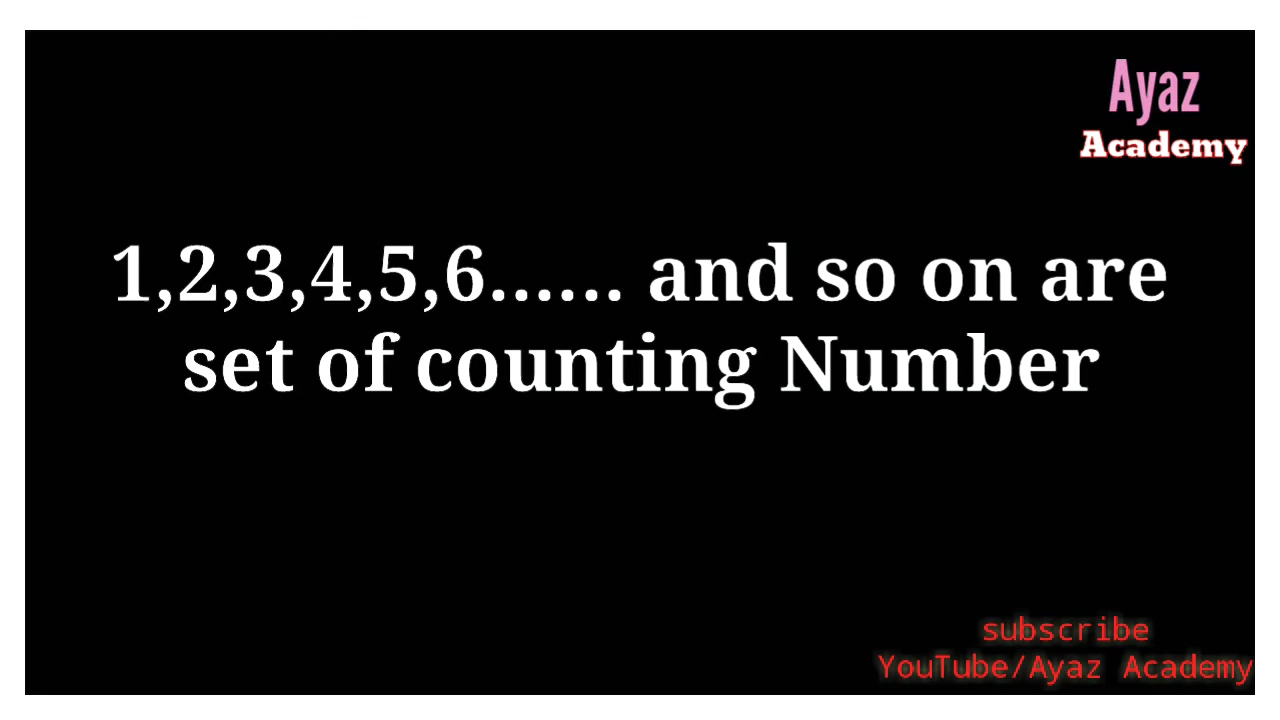 Ayaz
Academy
1,2,3,4,5,6...... and so on are
set of counting Number
subscribe
YouTube/Ayaz Academy